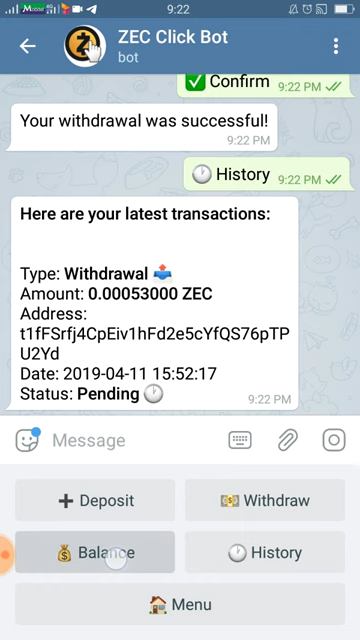 9:22
ZEC Click Bot
bot
✅ Confirm 9:22 PM
Your withdrawal was successful!
9:22 PM
🕐 History 9:22 PM
Here are your latest transactions:
Type: Withdrawal 📤
Amount: 0.00053000 ZEC
Address:
t1fFSrfj4CpEiv1hFd2e5cYfQS76pTP
U2Yd
Date: 2019-04-11 15:52:17
Status: Pending 🕐
9:22 PM
Message
➕ Deposit
💵 Withdraw
💰 Balance
🕐 History
🏠 Menu